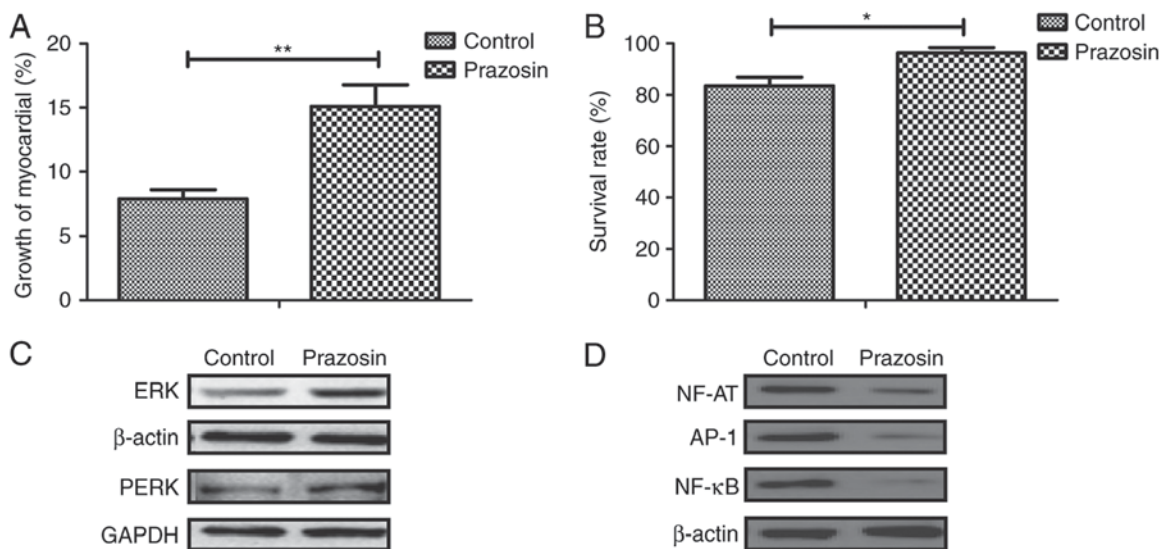 A
Growth of myocardial (%)
20
15
10
5
0
**
Control
Prazosin
B
Survival rate (%)
100
80
60
40
20
0
*
Control
Prazosin
C
Control Prazosin
ERK
β-actin
PERK
GAPDH
D
Control Prazosin
NF-AT
AP-1
NF-κB
β-actin